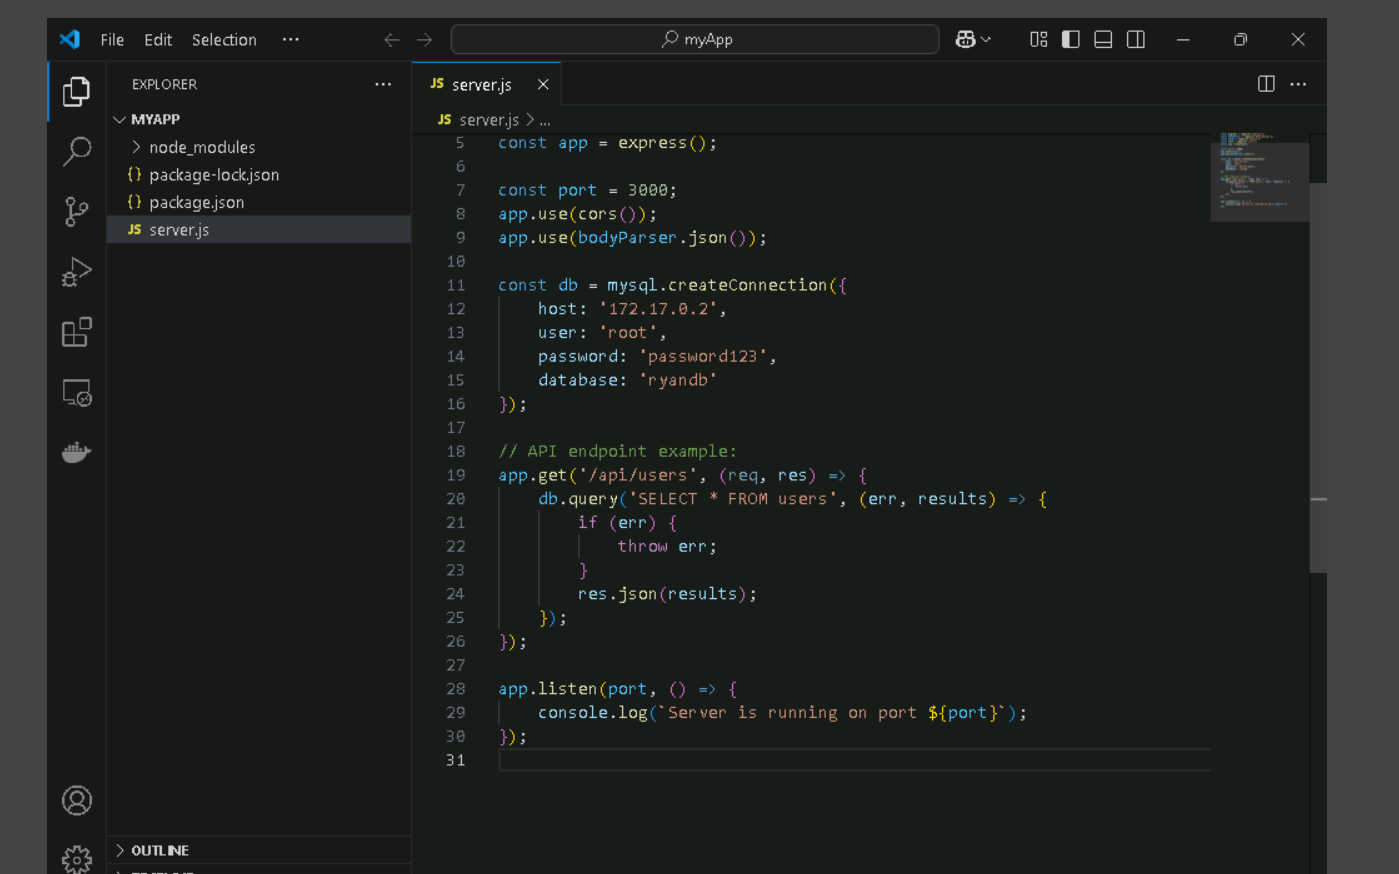 File Edit Selection ...
myApp
EXPLORER ...
server.js
MYAPP
server.js > ...
node_modules
package-lock.json
package.json
server.js
5 const app = express();
6
7 const port = 3000;
8 app.use(cors());
9 app.use(bodyParser.json());
10
11 const db = mysql.createConnection({
12 host: '172.17.0.2',
13 user: 'root',
14 password: 'password123',
15 database: 'ryandb'
16 });
17
18 // API endpoint example:
19 app.get('/api/users', (req, res) => {
20 db.query('SELECT * FROM users', (err, results) => {
21 if (err) {
22 throw err;
23 }
24 res.json(results);
25 });
26 });
27
28 app.listen(port, () => {
29 console.log(`Server is running on port ${port}`);
30 });
31
OUTLINE